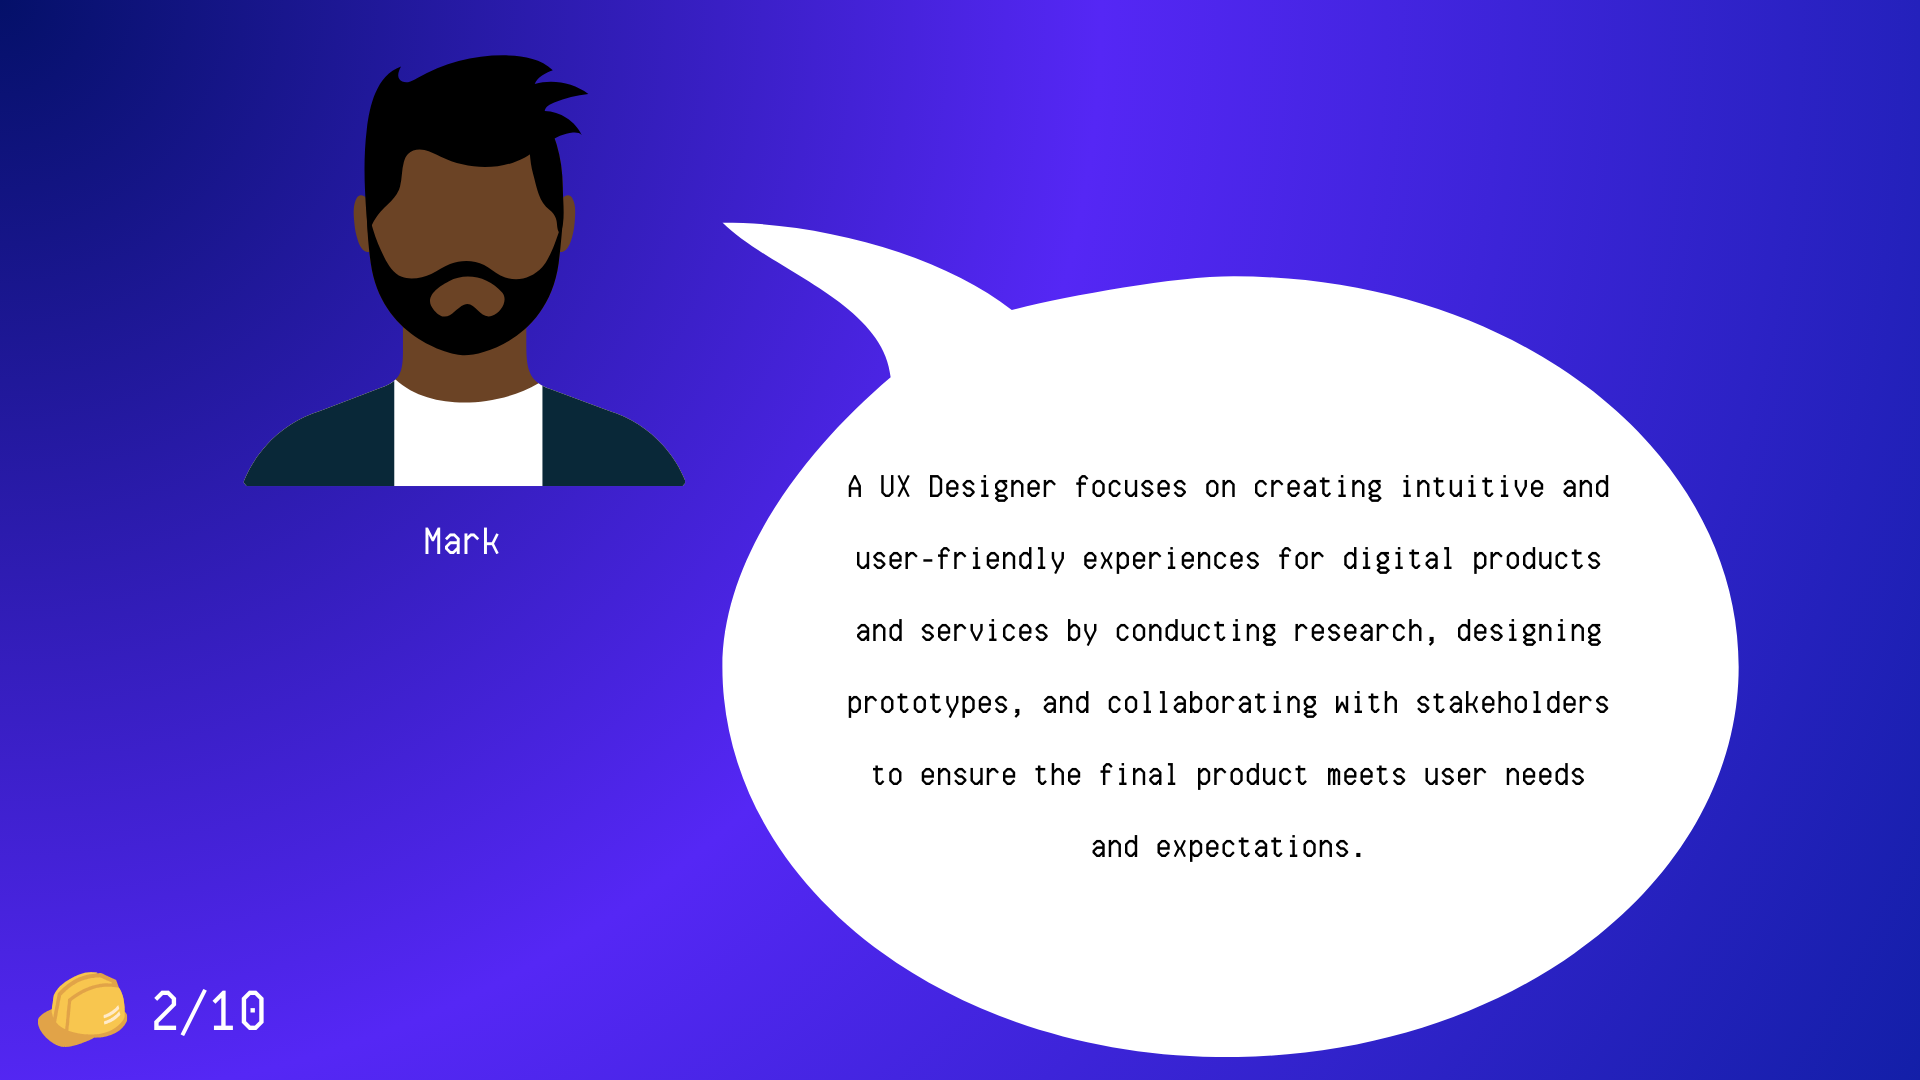 Mark
A UX Designer focuses on creating intuitive and
user-friendly experiences for digital products
and services by conducting research, designing
prototypes, and collaborating with stakeholders
to ensure the final product meets user needs
and expectations.
2/10